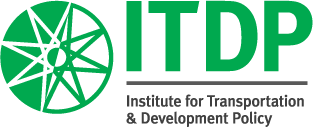 ITDP
Institute for Transportation
& Development Policy